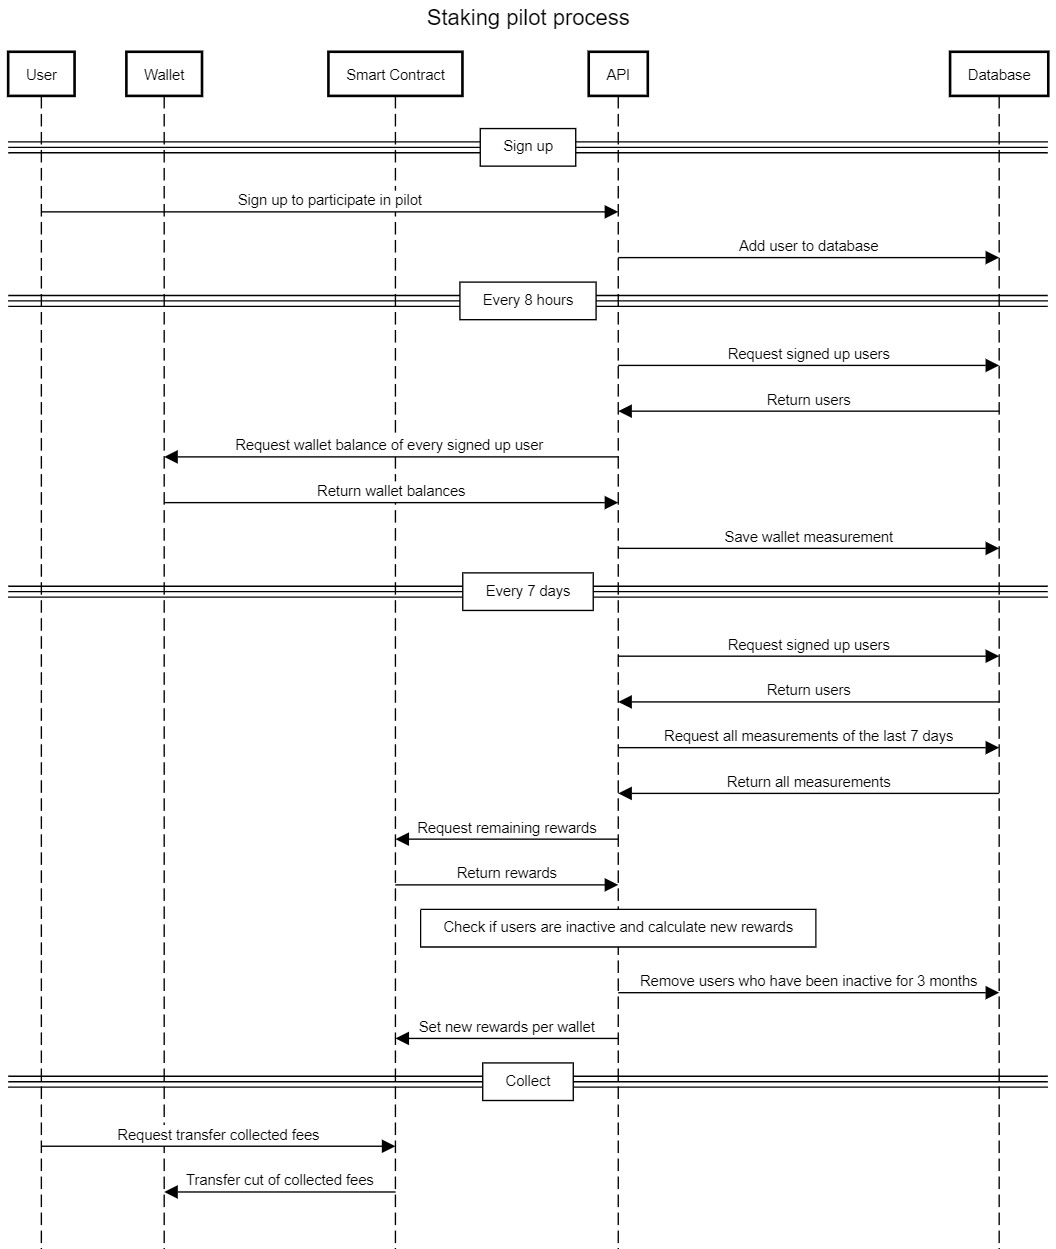 Staking pilot process
User
Wallet
Smart Contract
API
Database
Sign up
Sign up to participate in pilot
Add user to database
Every 8 hours
Request signed up users
Return users
Request wallet balance of every signed up user
Return wallet balances
Save wallet measurement
Every 7 days
Request signed up users
Return users
Request all measurements of the last 7 days
Return all measurements
Request remaining rewards
Return rewards
Check if users are inactive and calculate new rewards
Remove users who have been inactive for 3 months
Set new rewards per wallet
Collect
Request transfer collected fees
Transfer cut of collected fees